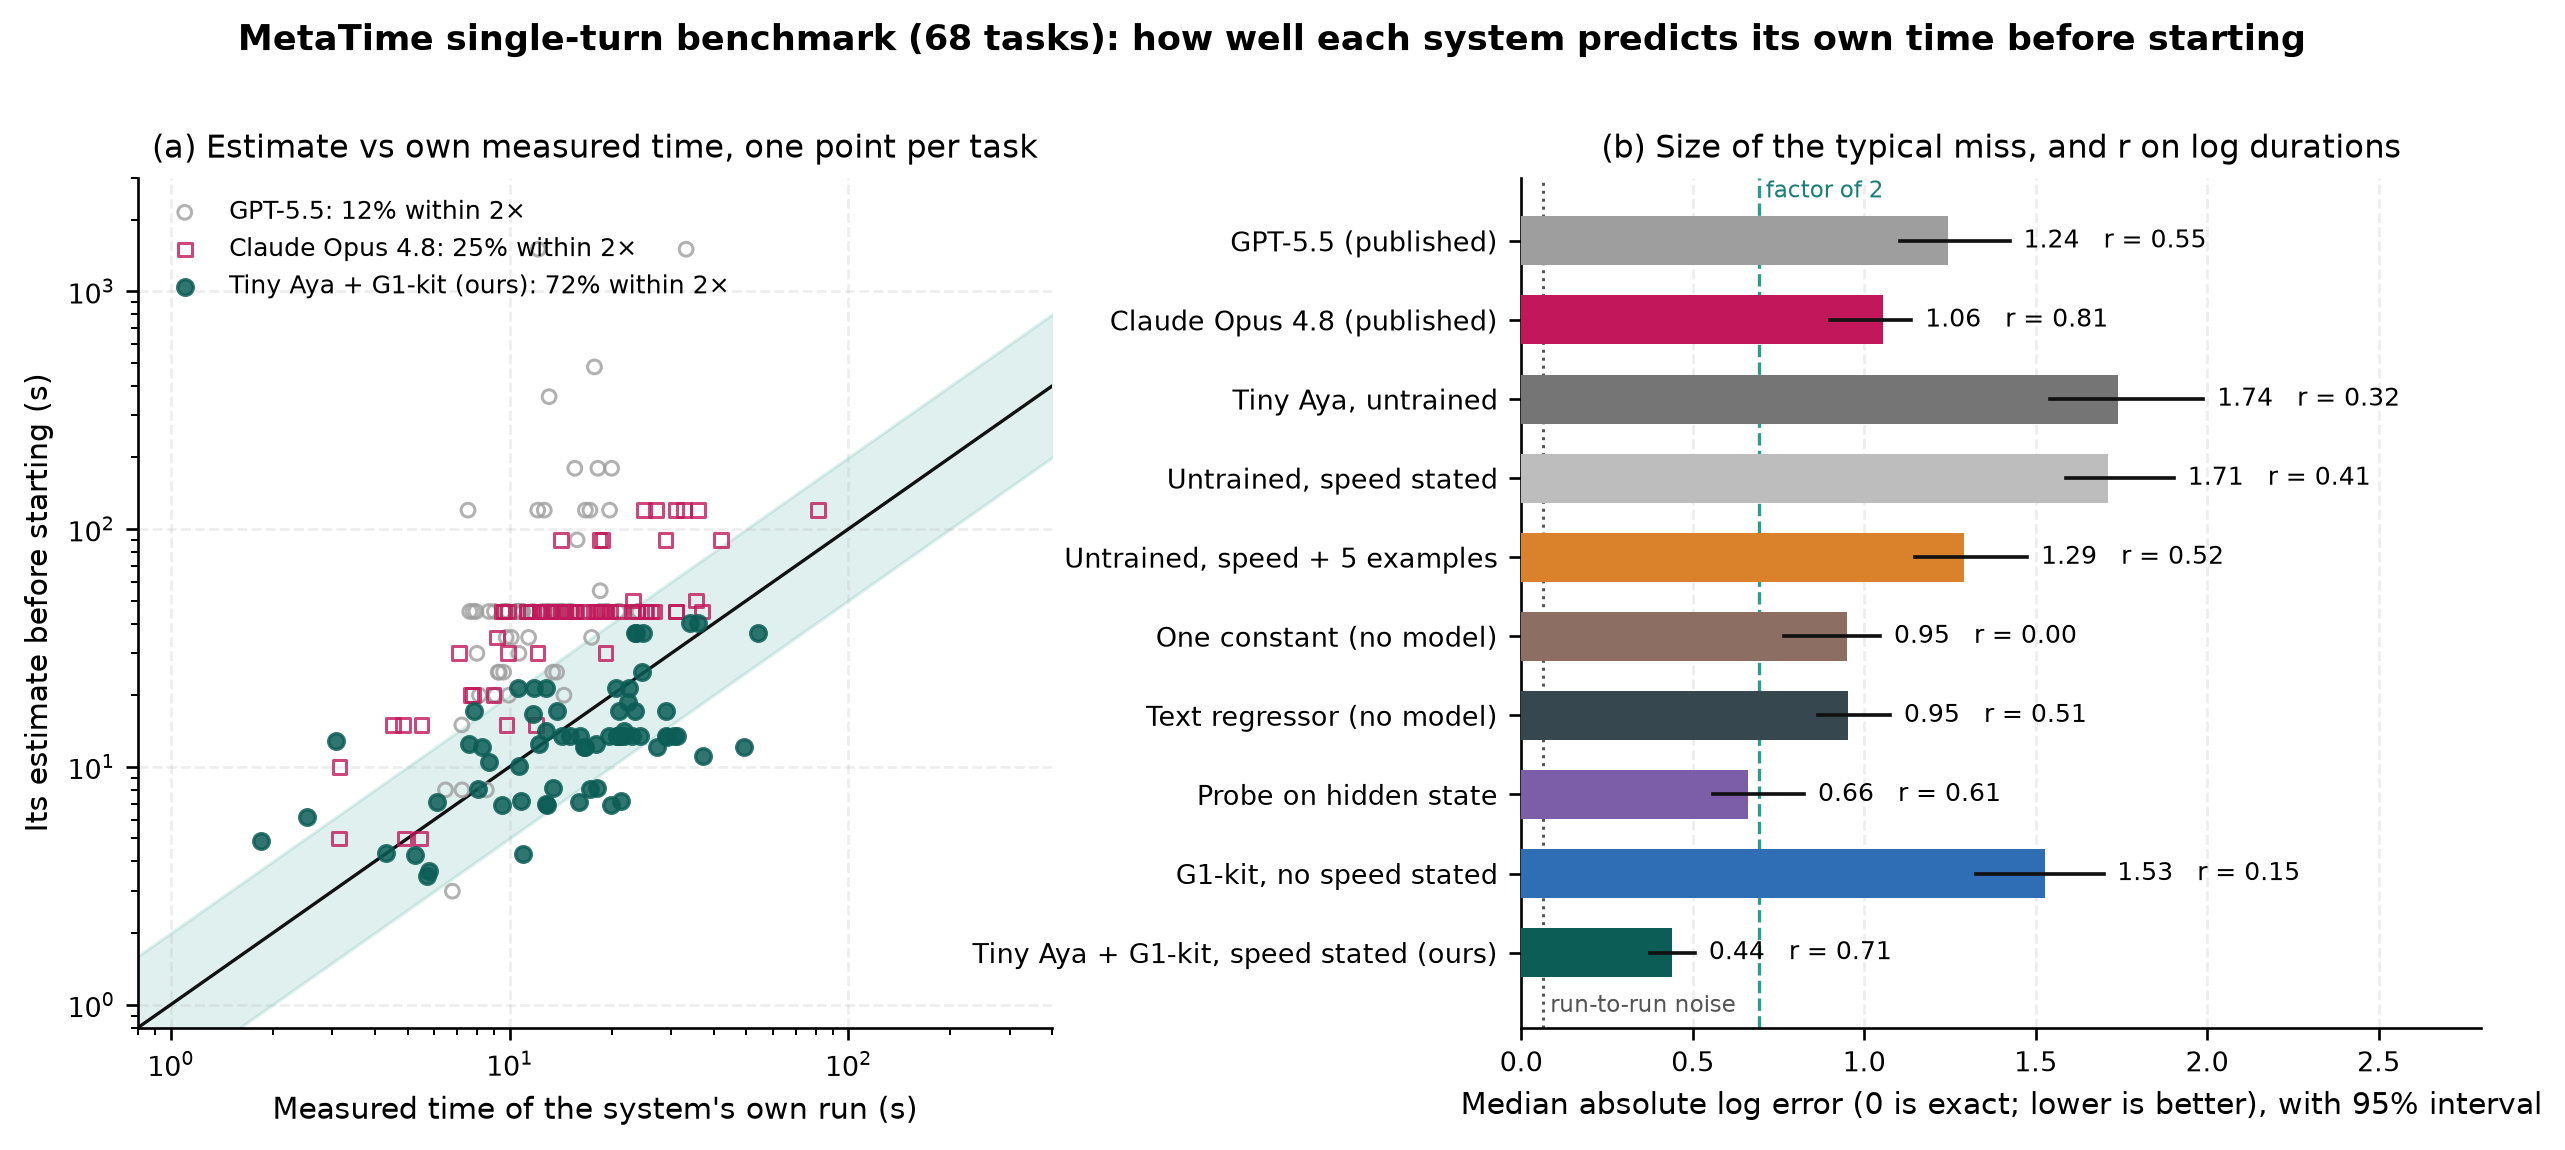 MetaTime single-turn benchmark (68 tasks): how well each system predicts its own time before starting
(a) Estimate vs own measured time, one point per task
GPT-5.5: 12% within 2×
Claude Opus 4.8: 25% within 2×
Tiny Aya + G1-kit (ours): 72% within 2×
Its estimate before starting (s)
10³
10²
10¹
10⁰
10⁰ 10¹ 10²
Measured time of the system's own run (s)
(b) Size of the typical miss, and r on log durations
factor of 2
GPT-5.5 (published) 1.24 r = 0.55
Claude Opus 4.8 (published) 1.06 r = 0.81
Tiny Aya, untrained 1.74 r = 0.32
Untrained, speed stated 1.71 r = 0.41
Untrained, speed + 5 examples 1.29 r = 0.52
One constant (no model) 0.95 r = 0.00
Text regressor (no model) 0.95 r = 0.51
Probe on hidden state 0.66 r = 0.61
G1-kit, no speed stated 1.53 r = 0.15
Tiny Aya + G1-kit, speed stated (ours) 0.44 r = 0.71
run-to-run noise
0.0 0.5 1.0 1.5 2.0 2.5
Median absolute log error (0 is exact; lower is better), with 95% interval